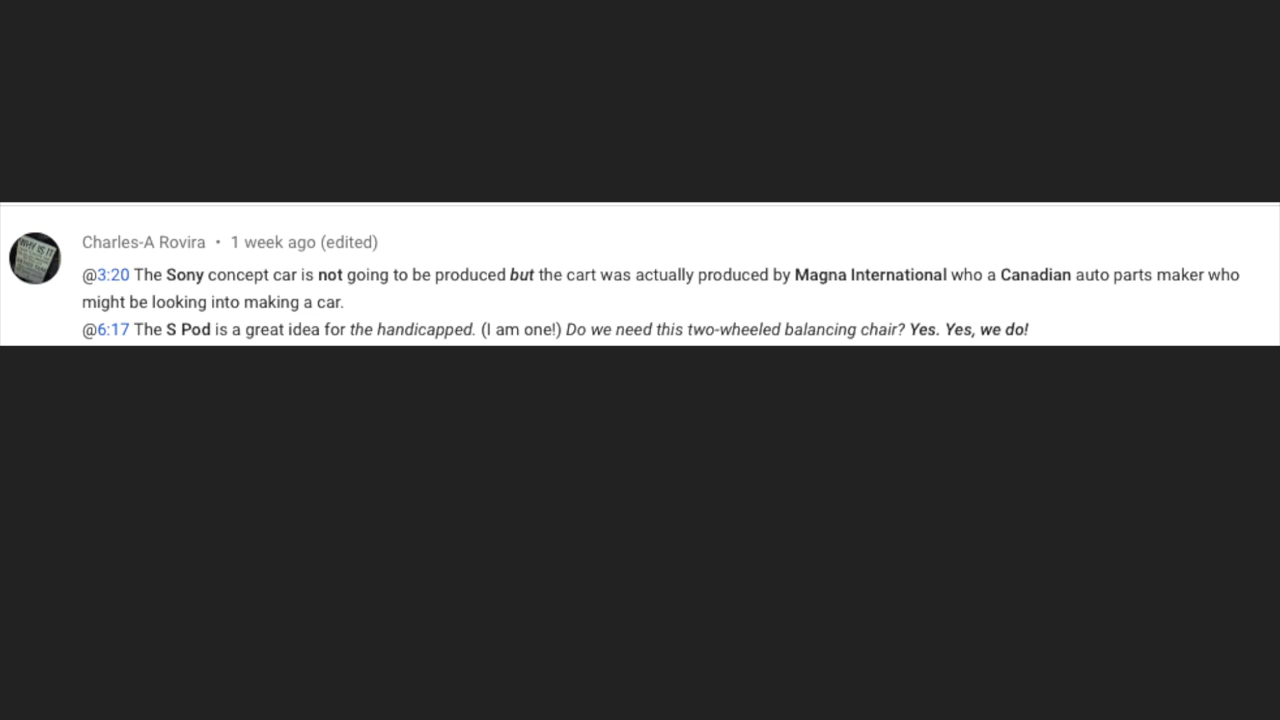 Charles-A Rovira • 1 week ago (edited)
@3:20 The Sony concept car is not going to be produced but the cart was actually produced by Magna International who a Canadian auto parts maker who
might be looking into making a car.
@6:17 The S Pod is a great idea for the handicapped. (I am one!) Do we need this two-wheeled balancing chair? Yes. Yes, we do!